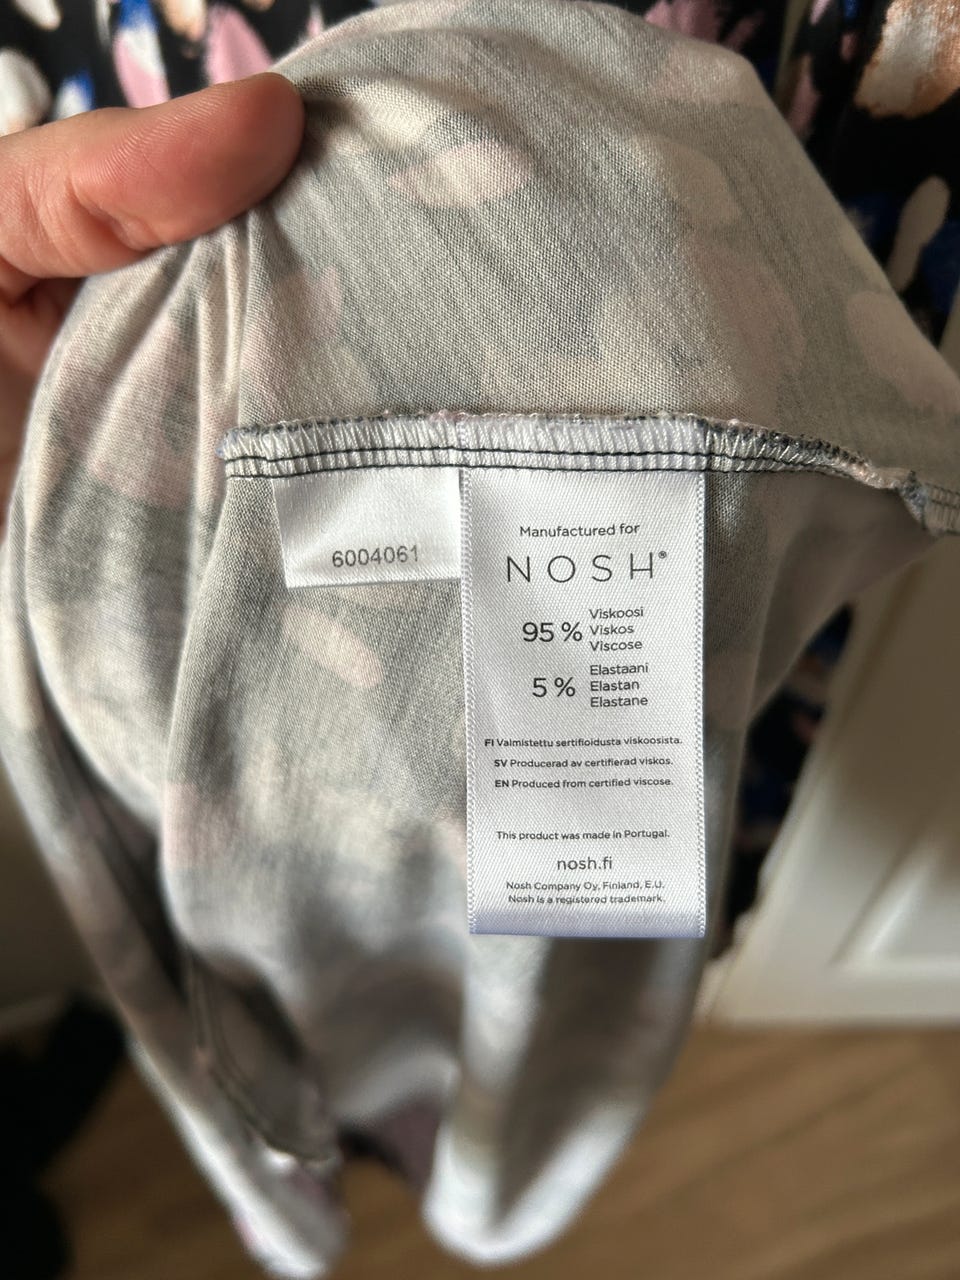 6004061
Manufactured for
NOSH®
95 % Viskoosi
Viskos
Viscose
5 % Elastaani
Elastan
Elastane
FI Valmistettu sertifioidusta viskoosista.
SV Producerad av certifierad viskos.
EN Produced from certified viscose.
This product was made in Portugal.
nosh.fi
Nosh Company Oy, Finland, E.U.
Nosh is a registered trademark.